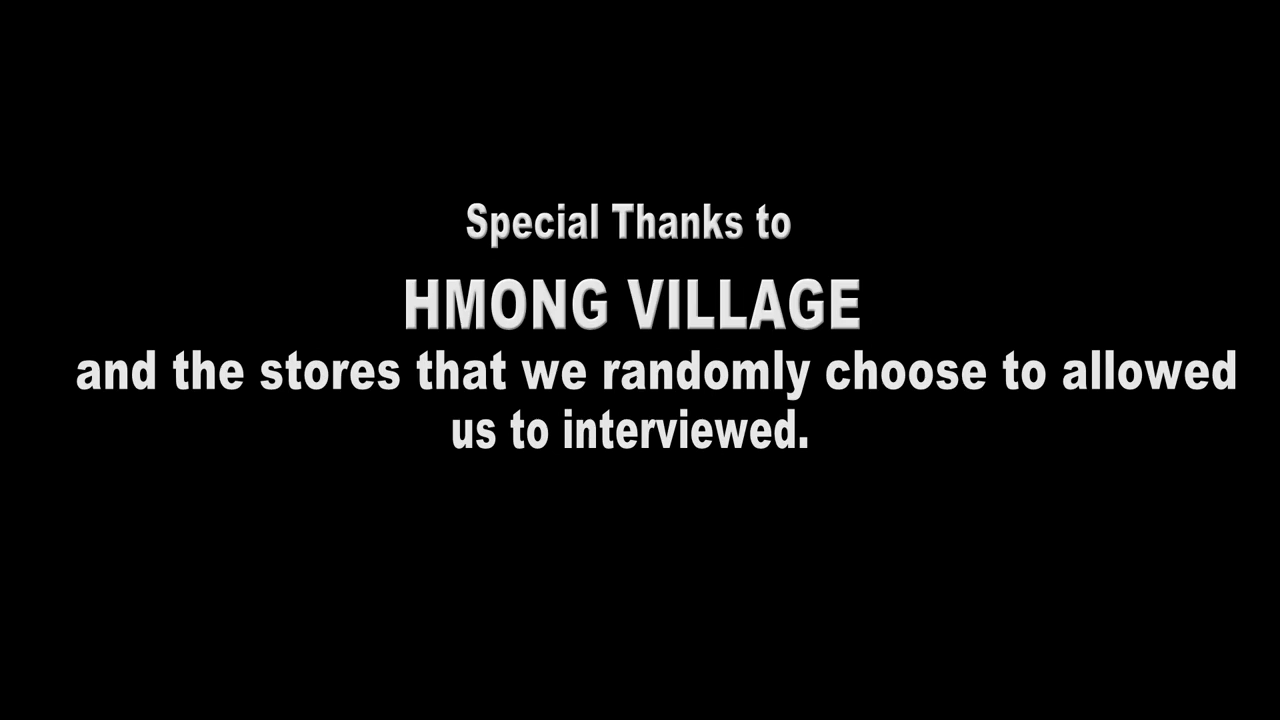 Special Thanks to
HMONG VILLAGE
and the stores that we randomly choose to allowed
us to interviewed.